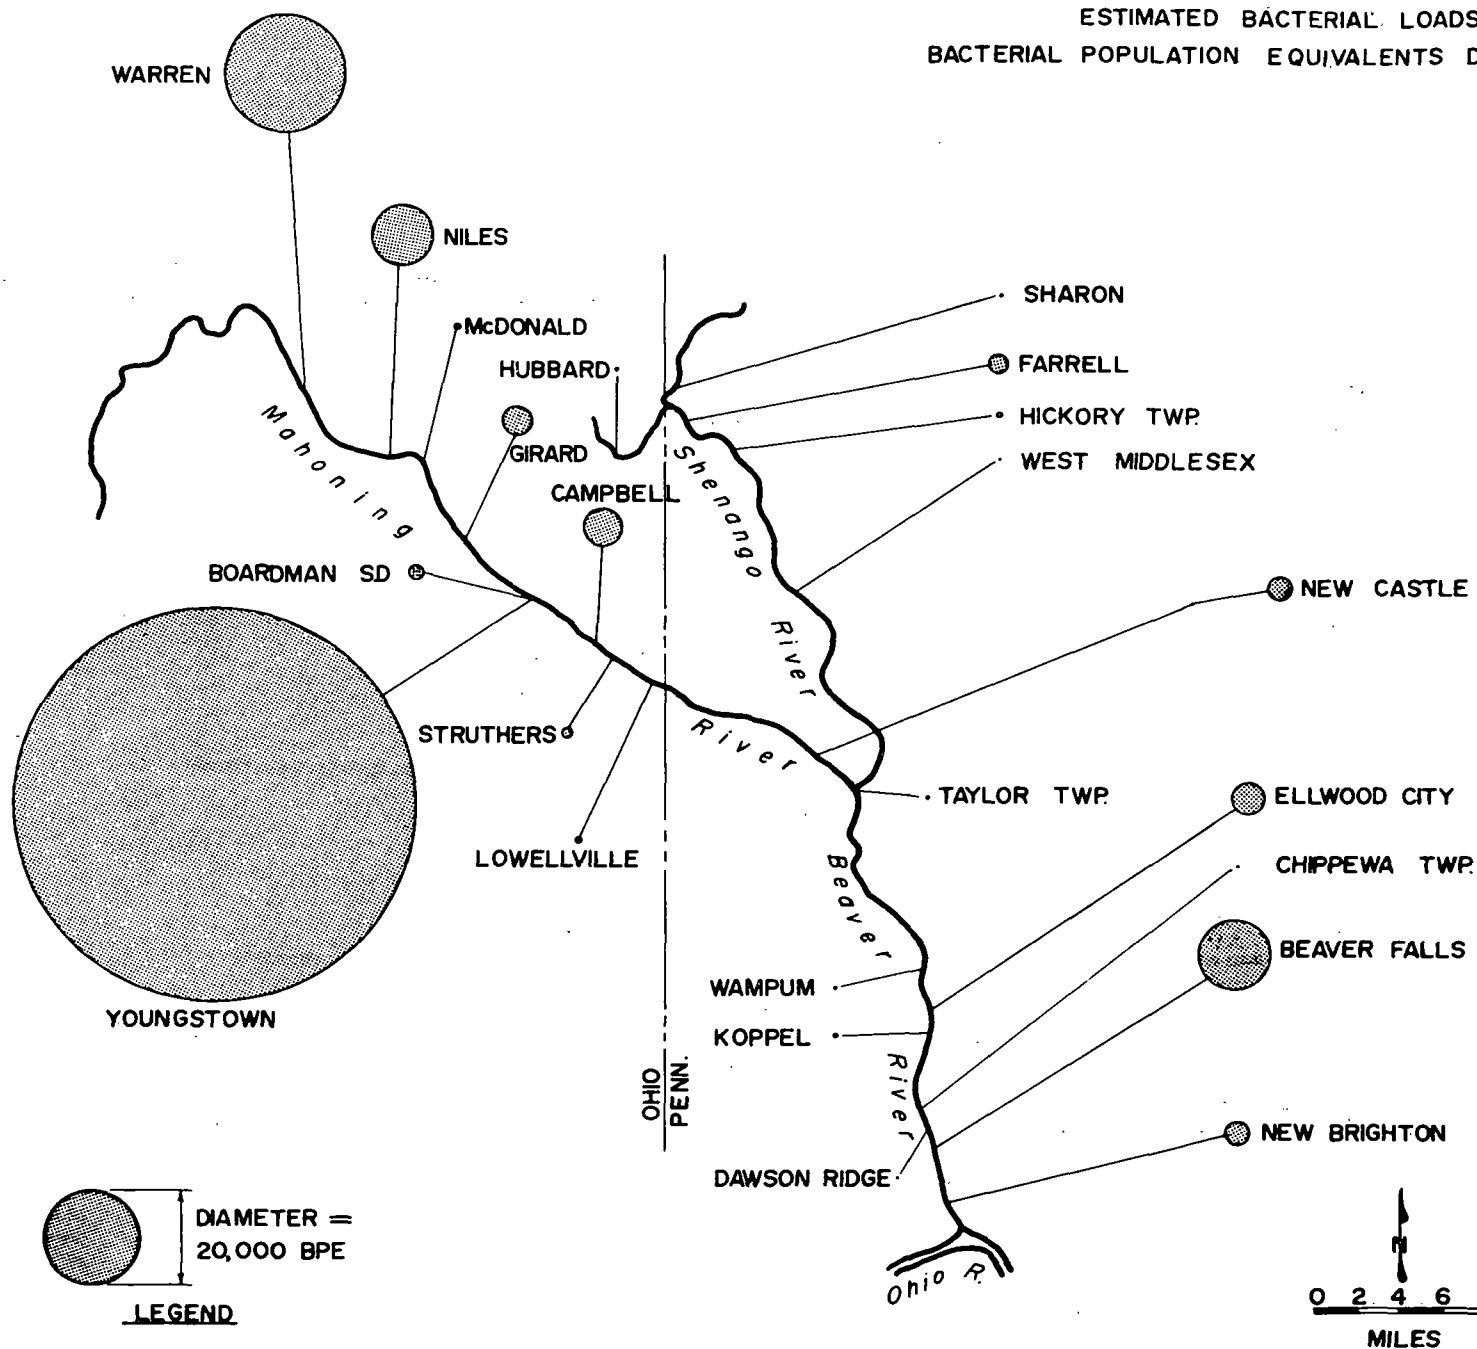 ESTIMATED BACTERIAL LOADS
BACTERIAL POPULATION EQUIVALENTS D
WARREN
NILES
McDONALD
HUBBARD
SHARON
FARRELL
HICKORY TWP.
WEST MIDDLESEX
GIRARD
CAMPBELL
Mahoning
Shenango
River
BOARDMAN SD
NEW CASTLE
STRUTHERS
River
TAYLOR TWP.
ELLWOOD CITY
LOWELLVILLE
CHIPPEWA TWP.
Beaver
River
BEAVER FALLS
WAMPUM
YOUNGSTOWN
KOPPEL
OHIO
PENN.
NEW BRIGHTON
DAWSON RIDGE
DIAMETER =
20,000 BPE
LEGEND
Ohio R.
N
0 2 4 6
MILES